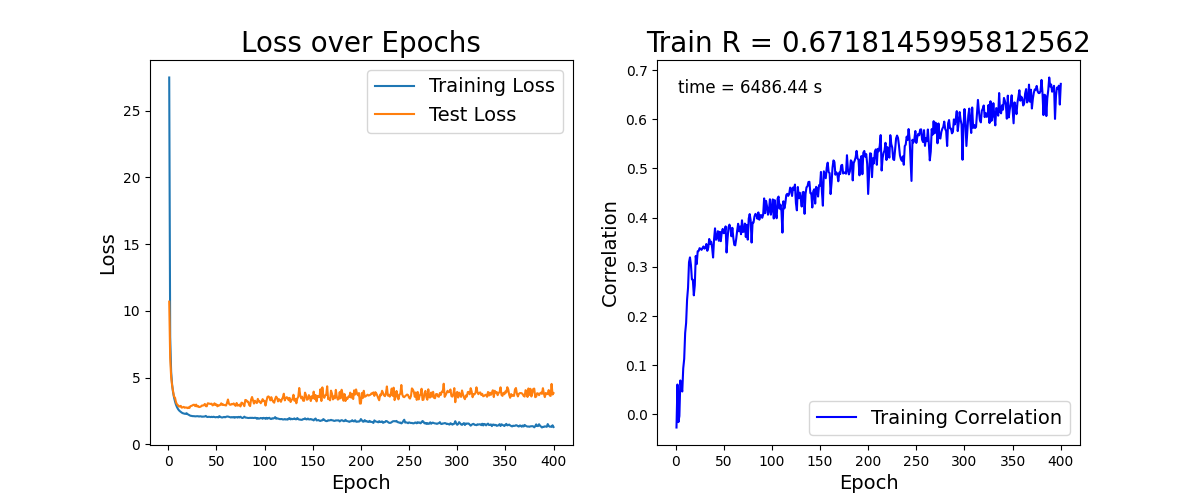 Loss over Epochs
Training Loss
Test Loss
25
20
15
10
5
0
Loss
0 50 100 150 200 250 300 350 400
Epoch
Train R = 0.6718145995812562
time = 6486.44 s
0.7
0.6
0.5
0.4
0.3
0.2
0.1
0.0
Correlation
Training Correlation
0 50 100 150 200 250 300 350 400
Epoch